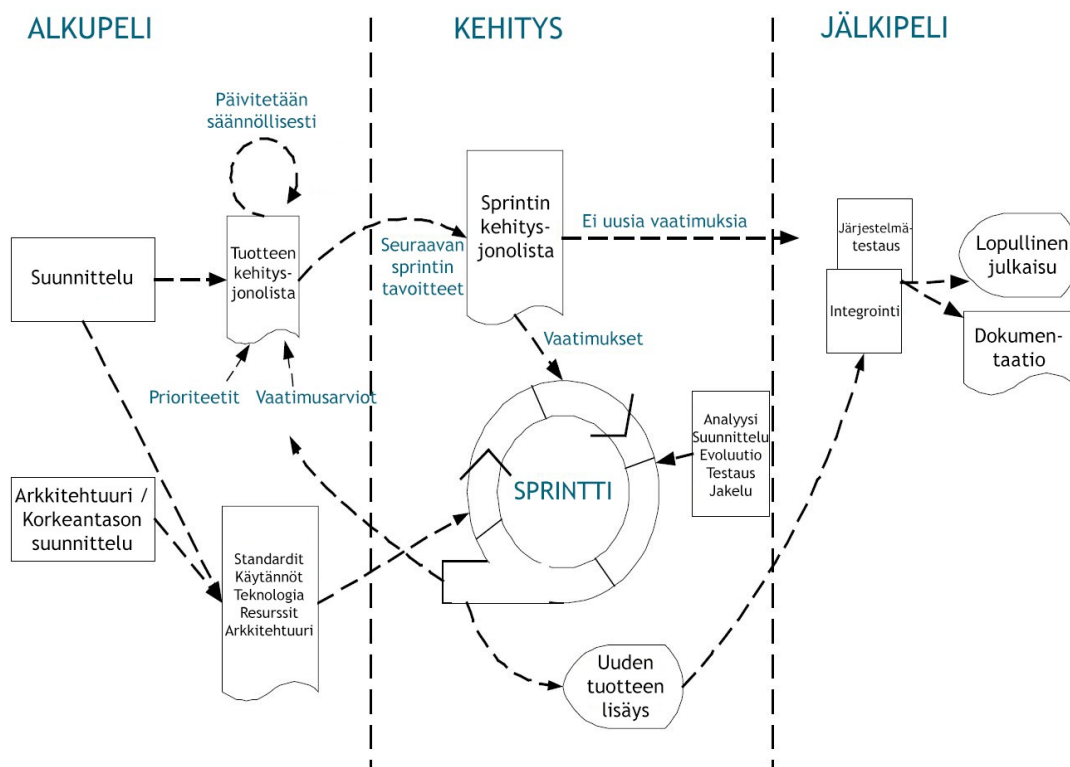 ALKUPELI
KEHITYS
JÄLKIPELI
Päivitetään
säännöllisesti
Suunnittelu
Tuotteen
kehitys-
jonolista
Prioriteetit
Vaatimusarviot
Arkkitehtuuri /
Korkeantason
suunnittelu
Standardit
Käytännöt
Teknologia
Resurssit
Arkkitehtuuri
Seuraavan
sprintin
tavoitteet
Sprintin
kehitys-
jonolista
Ei uusia vaatimuksia
Vaatimukset
SPRINTTI
Analyysi
Suunnittelu
Evoluutio
Testaus
Jakelu
Uuden
tuotteen
lisäys
Järjestelmä-
testaus
Integrointi
Lopullinen
julkaisu
Dokumen-
taatio